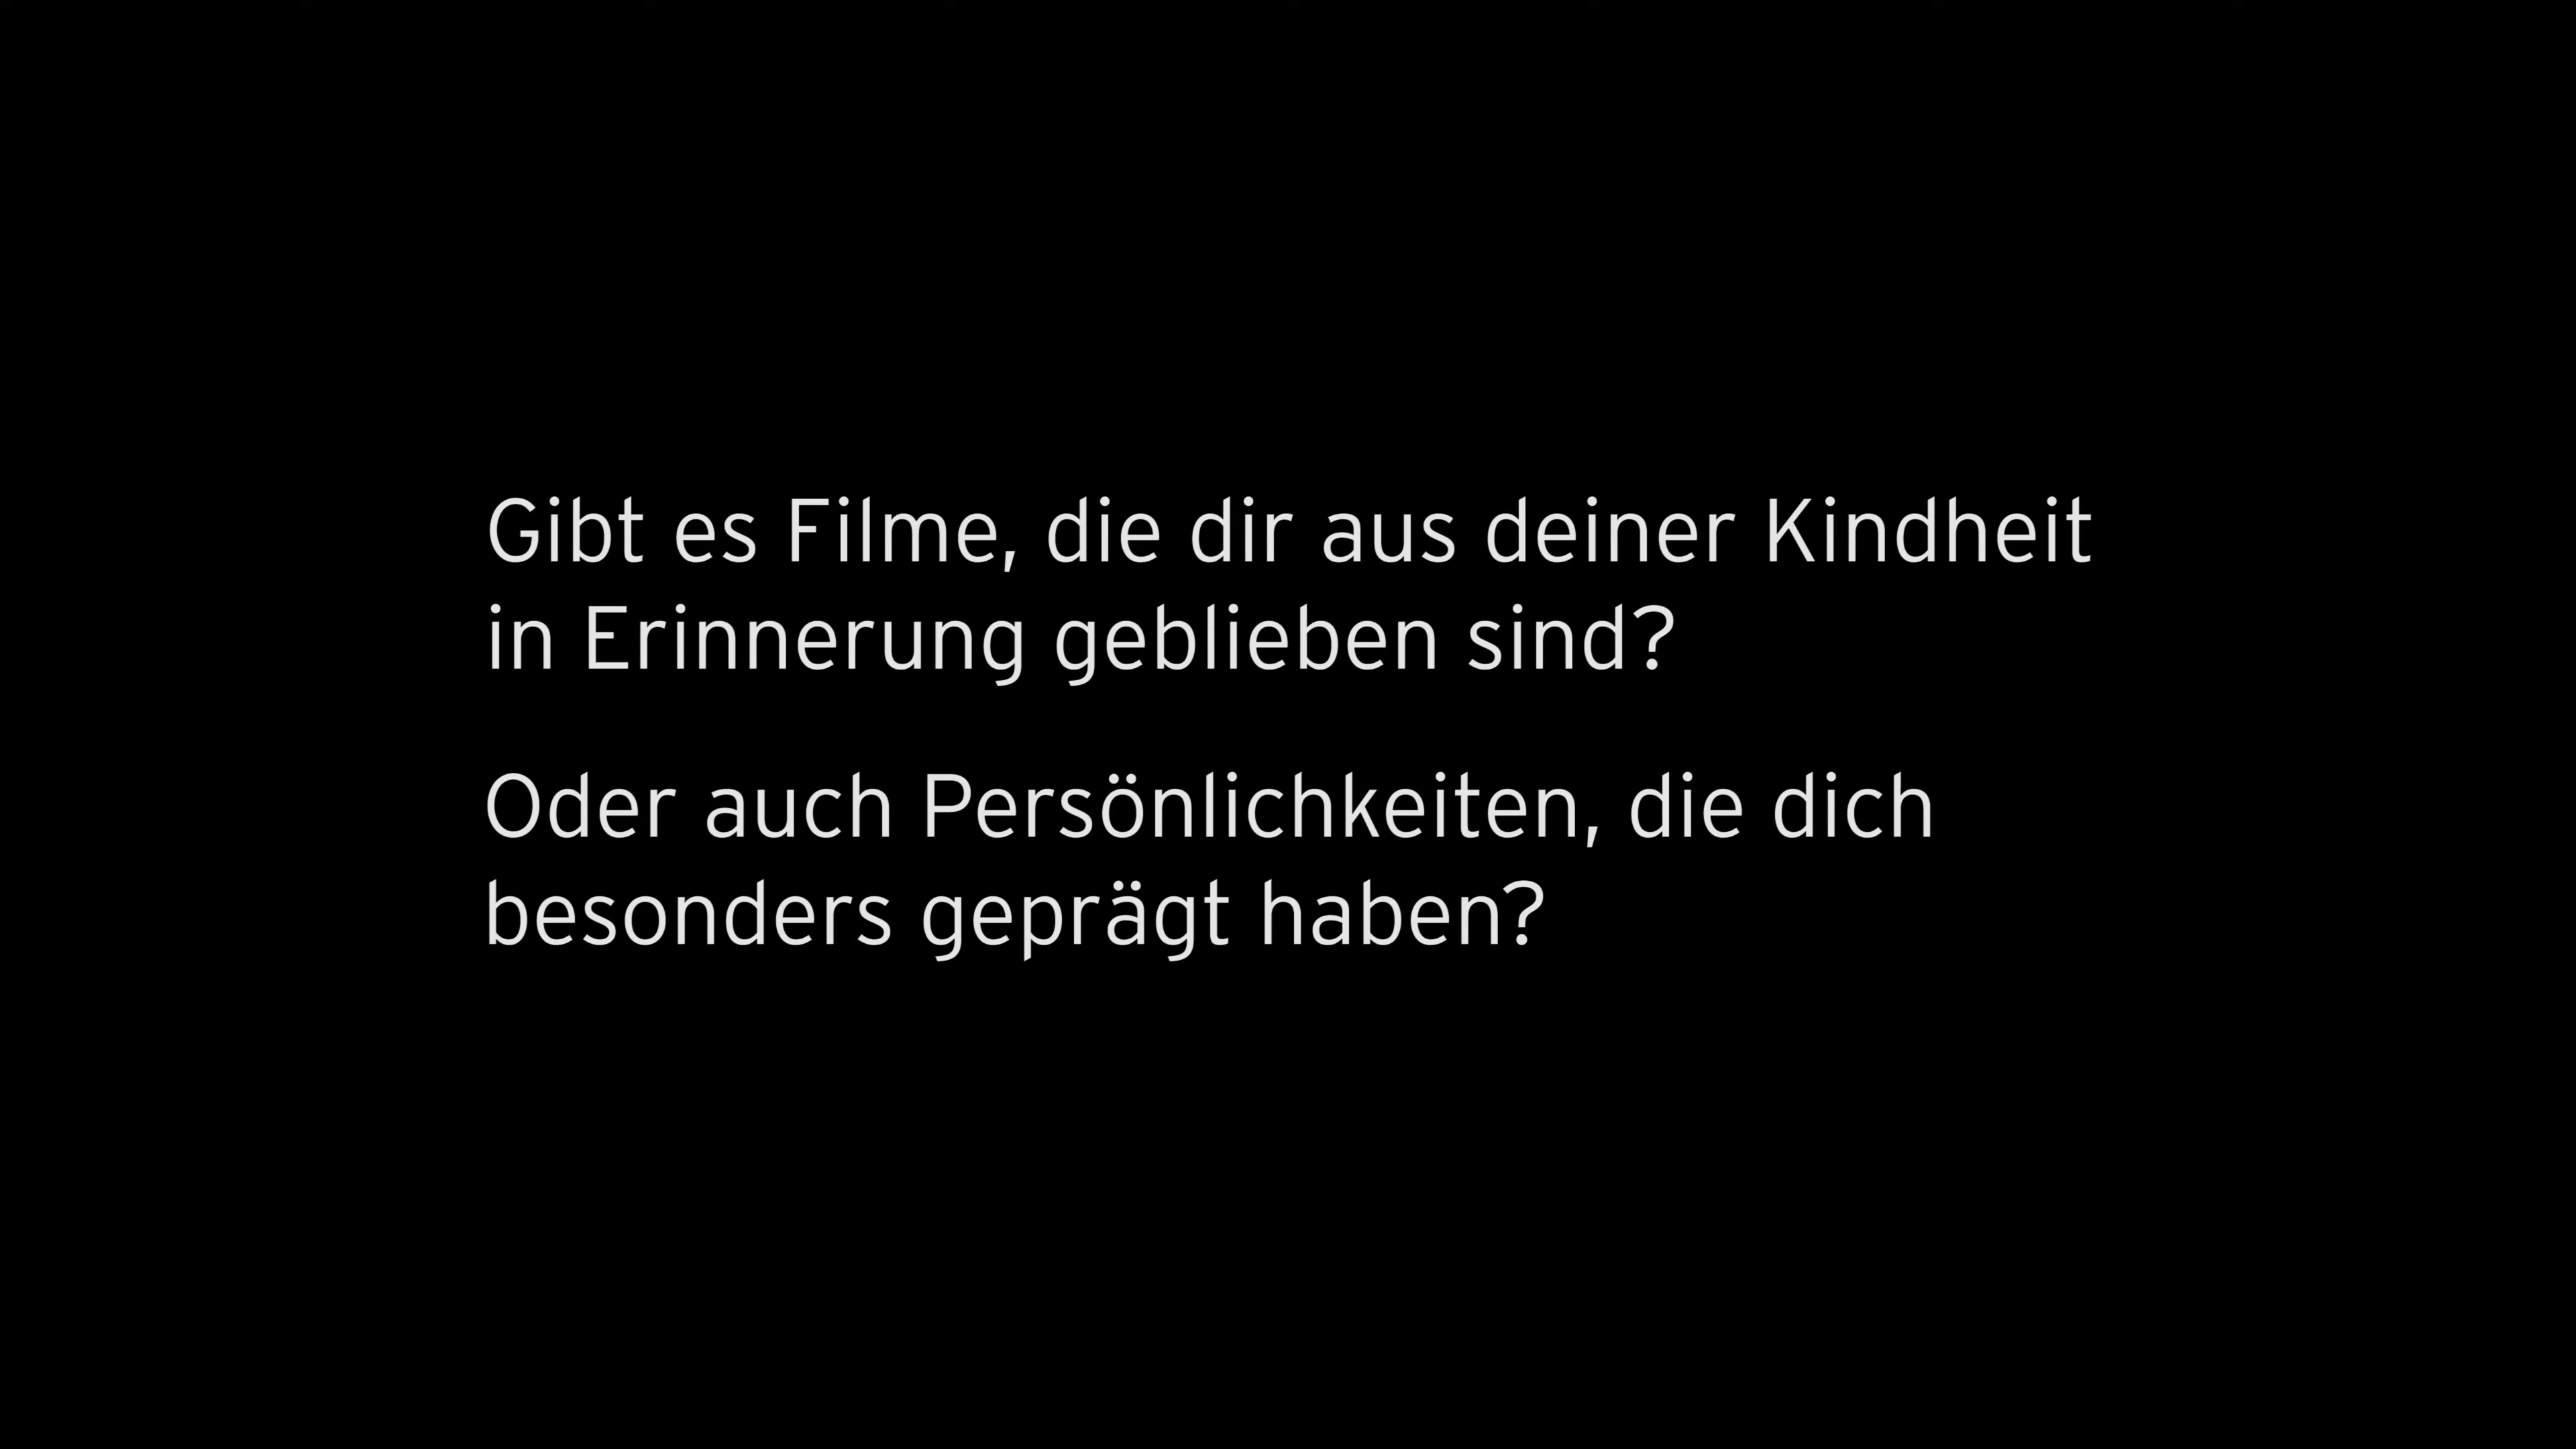 Gibt es Filme, die dir aus deiner Kindheit
in Erinnerung geblieben sind?
Oder auch Persönlichkeiten, die dich
besonders geprägt haben?